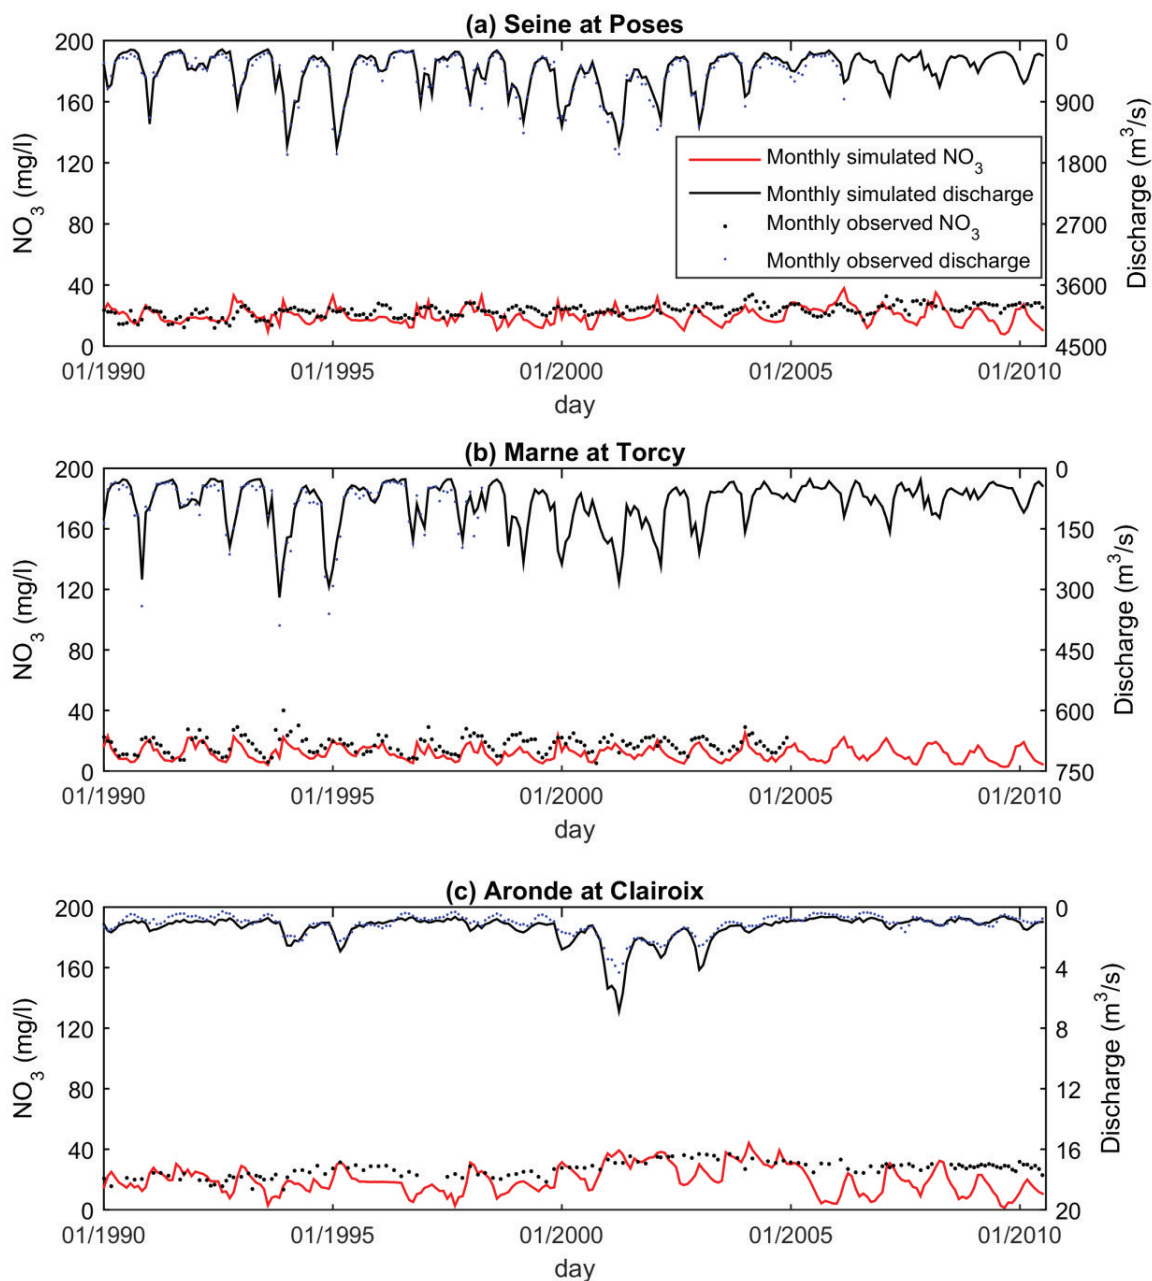 (a) Seine at Poses
200
160
120
80
40
0
NO3 (mg/l)
0
900
1800
2700
3600
4500
Discharge (m³/s)
Monthly simulated NO3
Monthly simulated discharge
Monthly observed NO3
Monthly observed discharge
01/1990 01/1995 01/2000 01/2005 01/2010
day
(b) Marne at Torcy
200
160
120
80
40
0
NO3 (mg/l)
0
150
300
450
600
750
Discharge (m³/s)
01/1990 01/1995 01/2000 01/2005 01/2010
day
(c) Aronde at Clairoix
200
160
120
80
40
0
NO3 (mg/l)
0
4
8
12
16
20
Discharge (m³/s)
01/1990 01/1995 01/2000 01/2005 01/2010
day